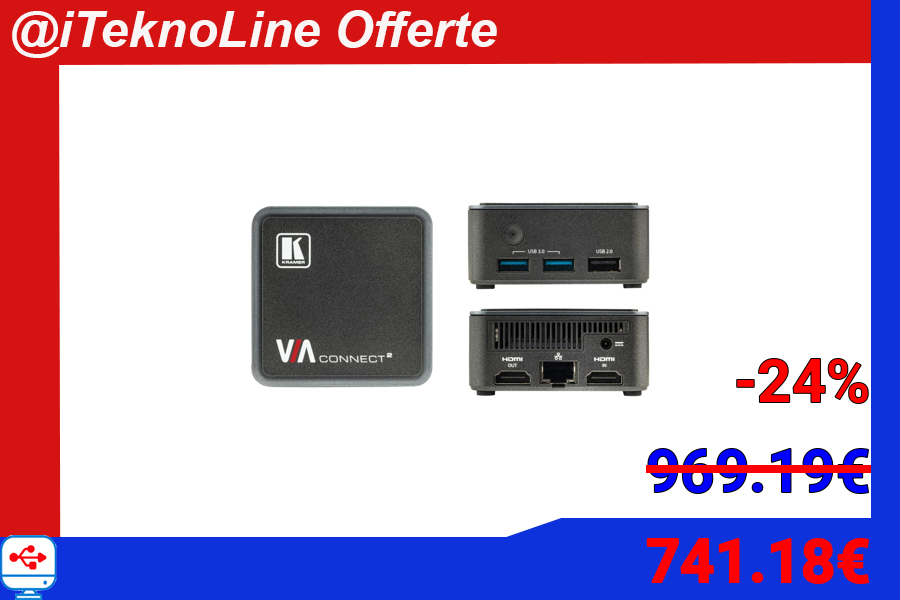 @iTeknoLine Offerte
K
KRAMER
VIA CONNECT²
USB 3.0
USB 2.0
HDMI
OUT
HDMI
IN
-24%
969.19€
741.18€